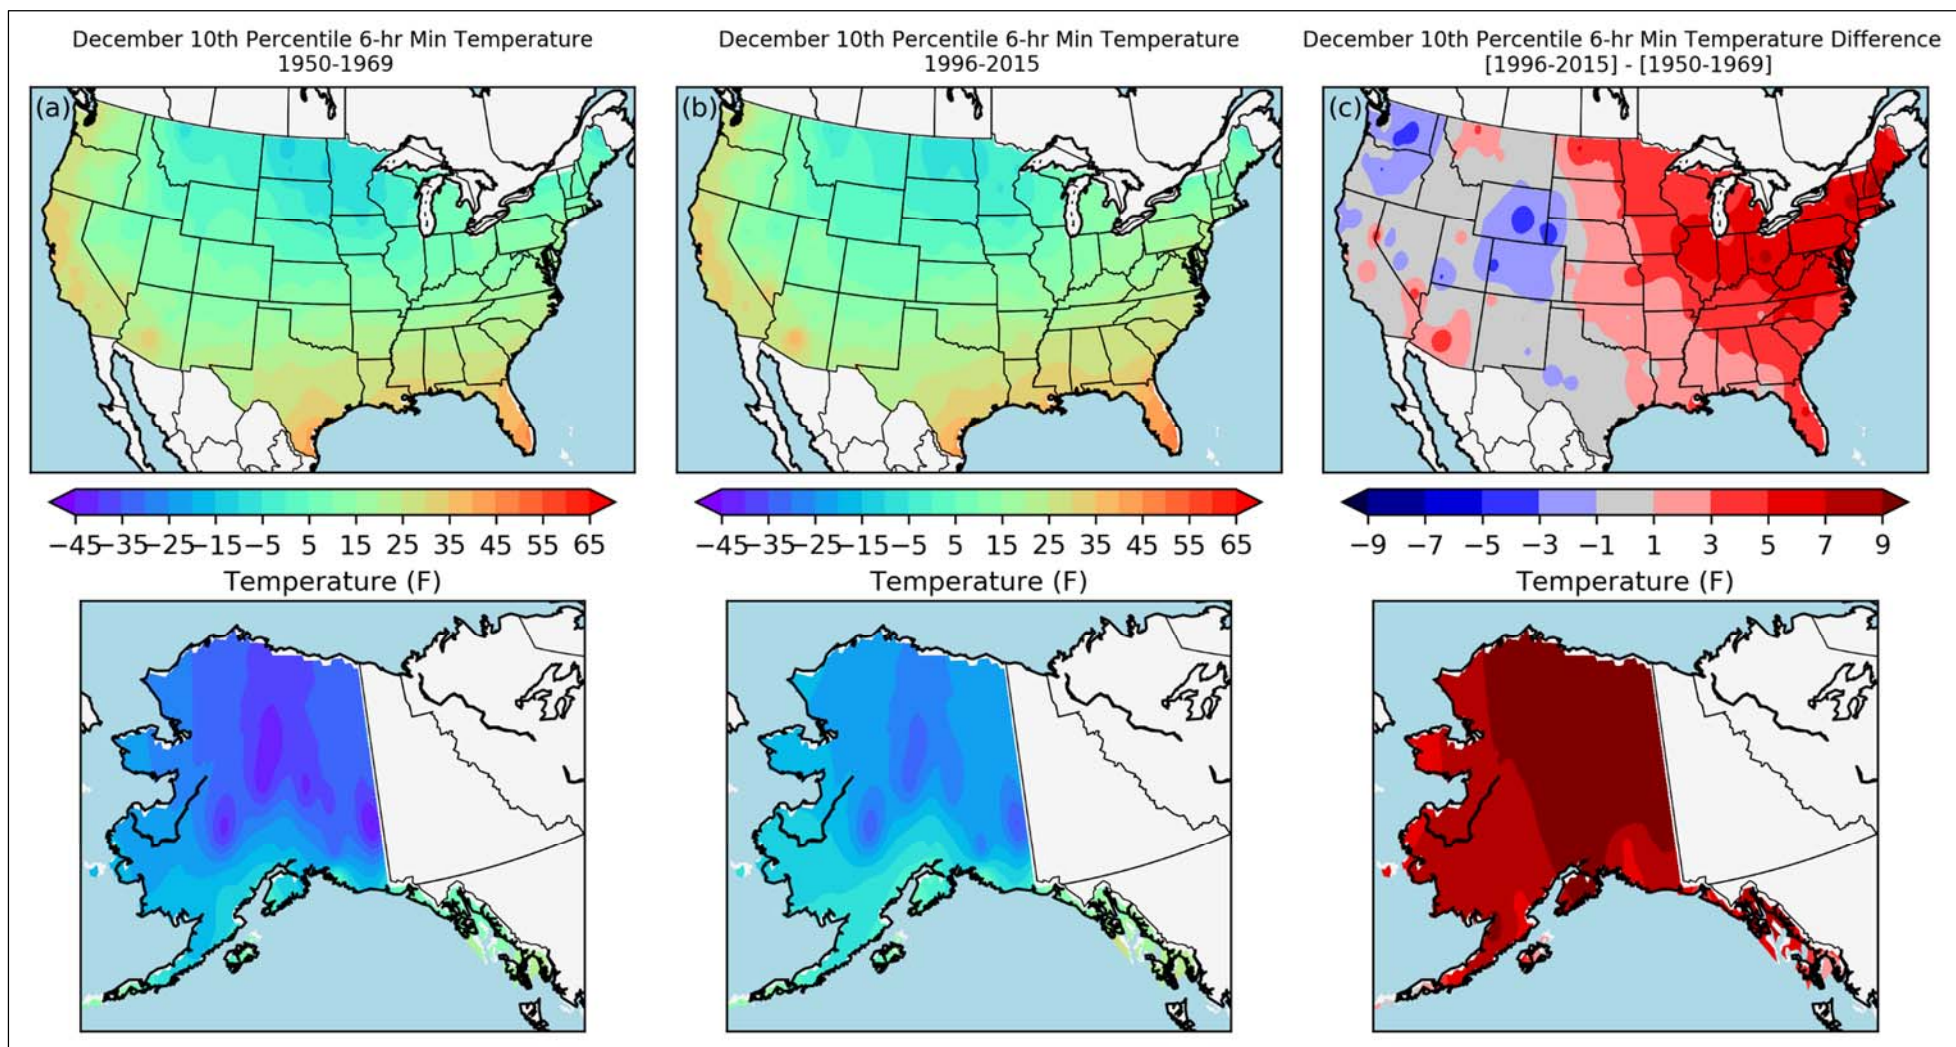 December 10th Percentile 6-hr Min Temperature
1950-1969
December 10th Percentile 6-hr Min Temperature
1996-2015
December 10th Percentile 6-hr Min Temperature Difference
[1996-2015] - [1950-1969]
(a)
(b)
(c)
−45 −35 −25 −15 −5 5 15 25 35 45 55 65
−45 −35 −25 −15 −5 5 15 25 35 45 55 65
−9 −7 −5 −3 −1 1 3 5 7 9
Temperature (F)
Temperature (F)
Temperature (F)